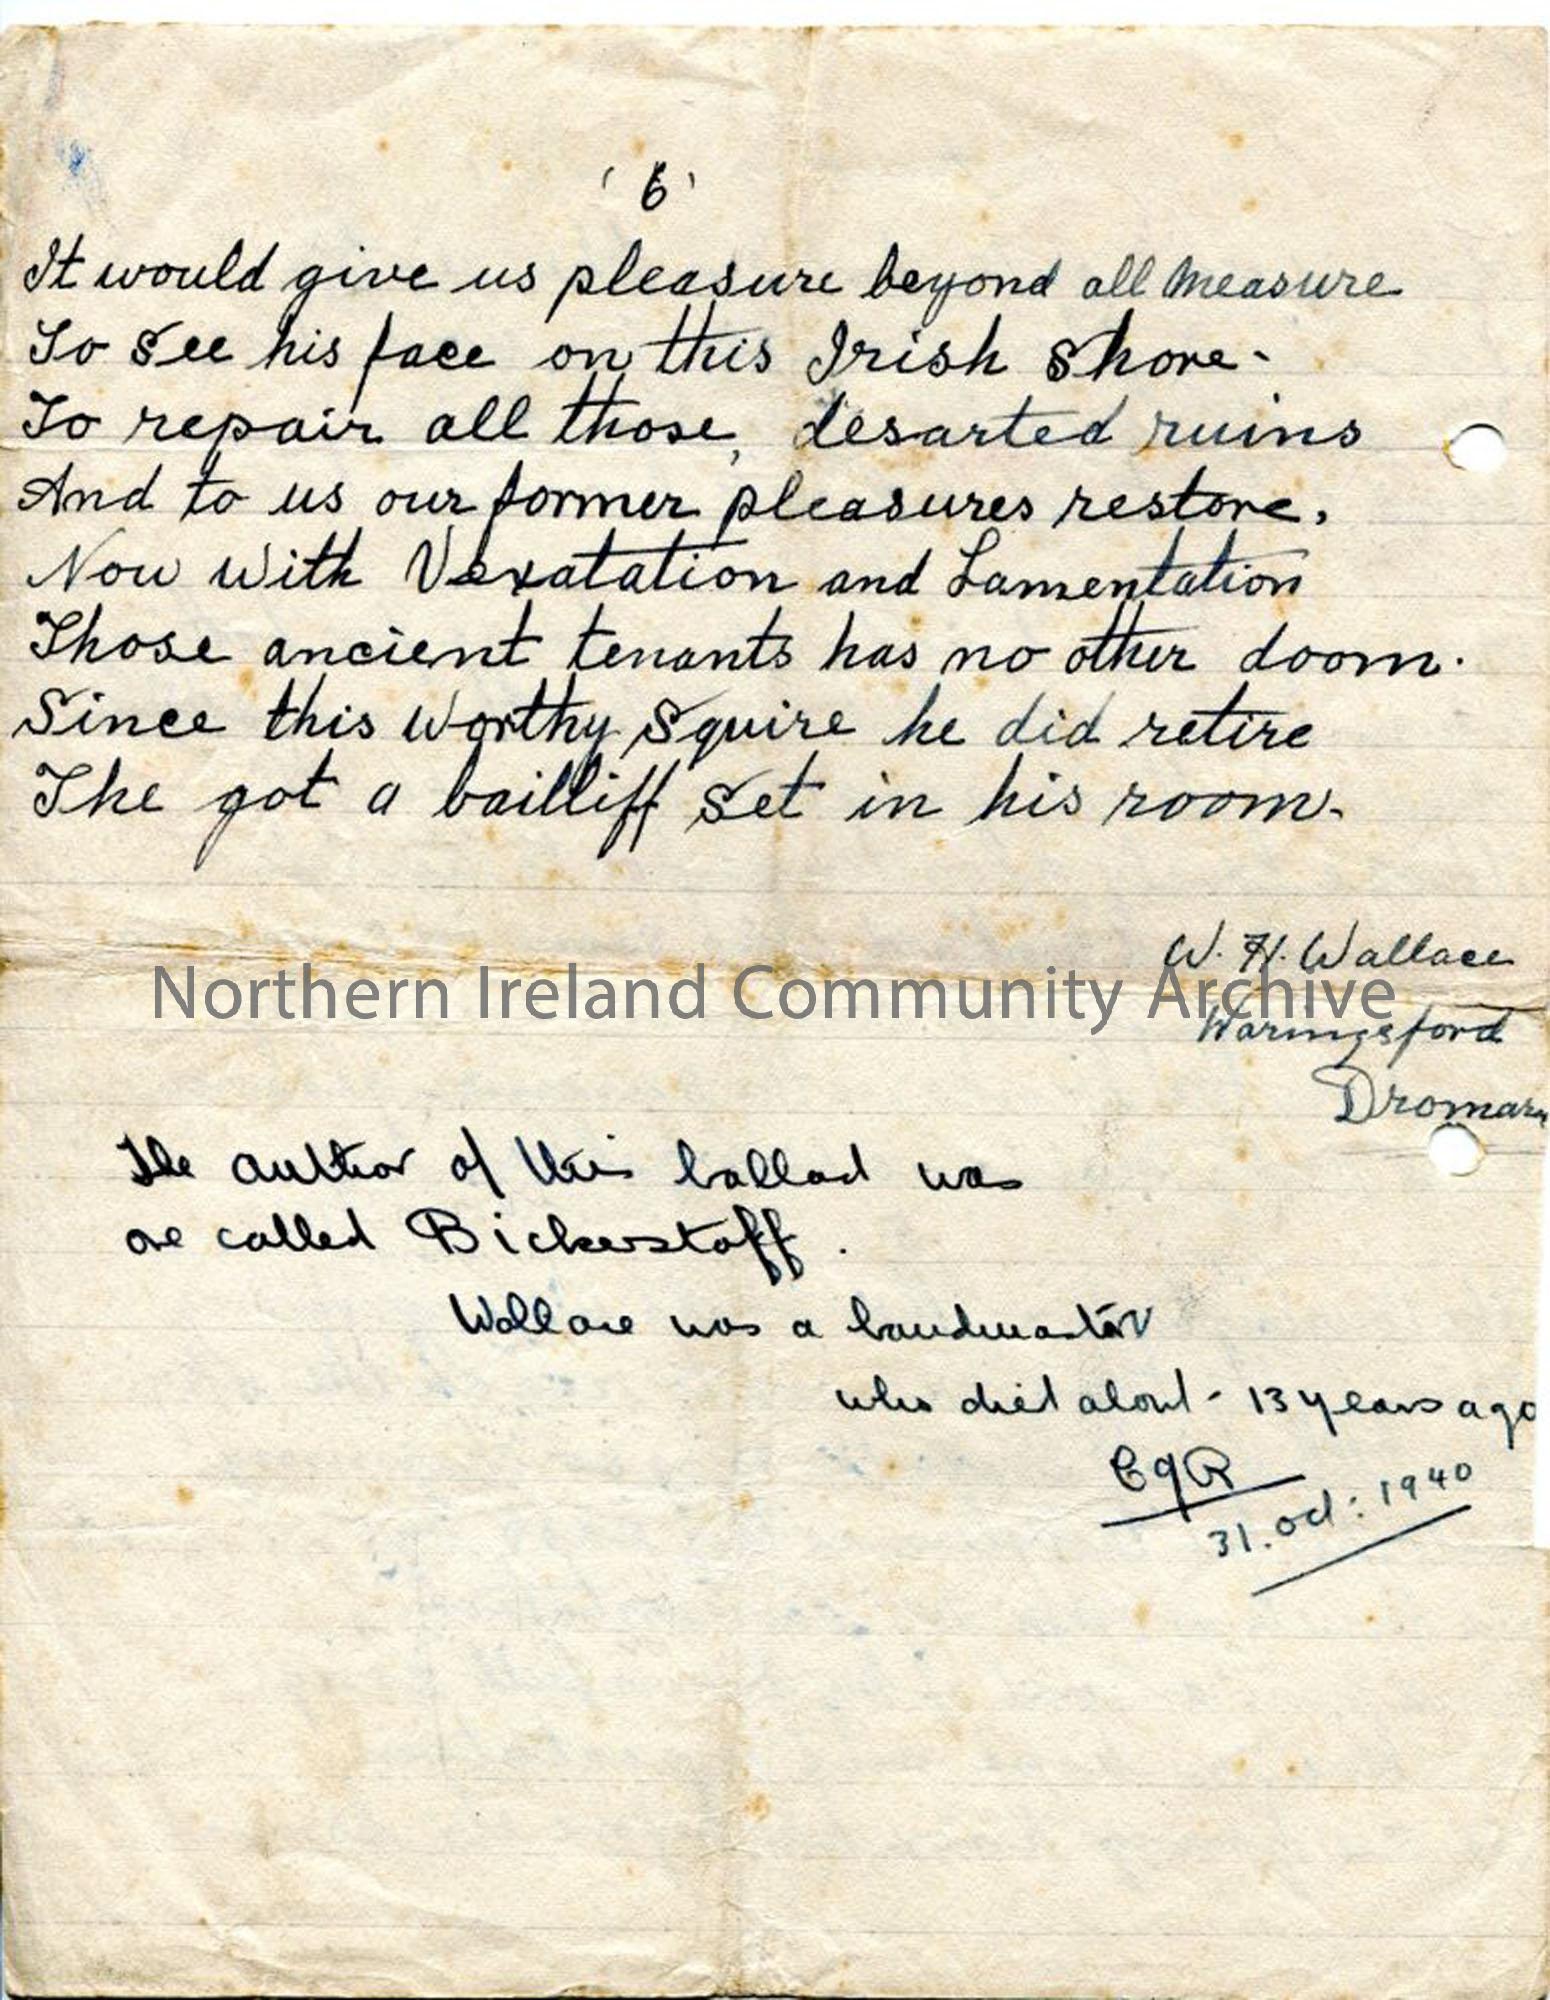 '6'
It would give us pleasure beyond all measure
To see his face on this Irish shore-
To repair all those, desarted ruins
And to us our former pleasures restore,
Now with Vexatation and Lamentation
Those ancient tenants has no other doom.
Since this worthy squire he did retire
The got a bailliff set in his room-
W. H. Wallace
Northern Ireland Community Archive
Waringsford
Dromara
The author of this ballad was
one called Bickerstaff.
Wallace was a bandmaster
who died about - 13 years ago
31. Oct: 1940